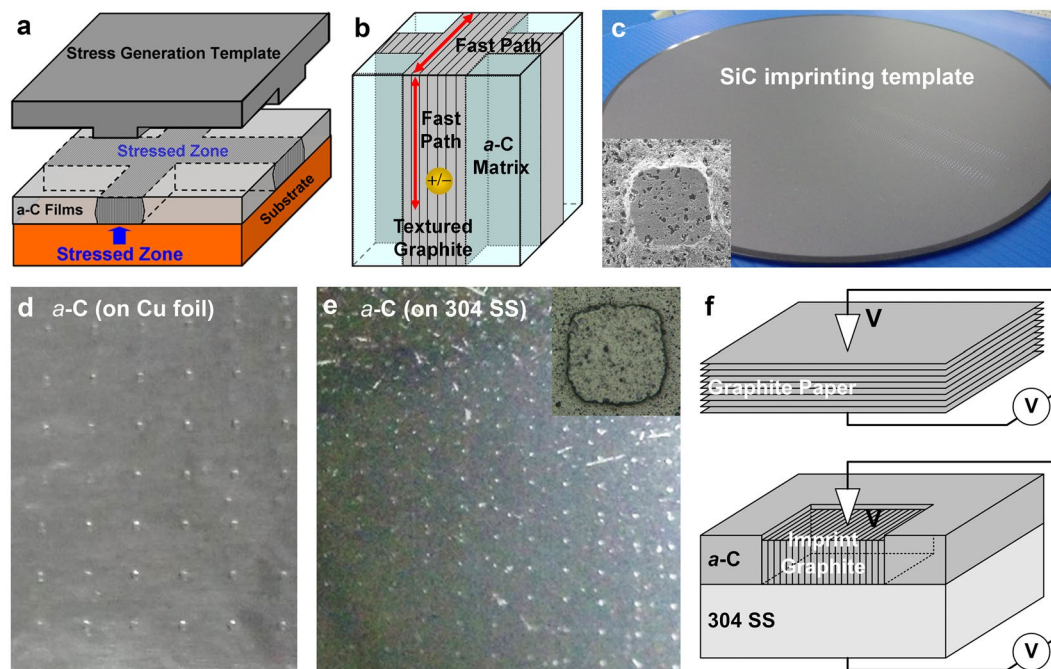 a
Stress Generation Template
Stressed Zone
a-C Films
Substrate
Stressed Zone
b
Fast Path
Fast
Path
a-C
Matrix
+/−
Textured
Graphite
c
SiC imprinting template
d
a-C (on Cu foil)
e
a-C (on 304 SS)
f
V
Graphite Paper
V
V
Imprint
Graphite
a-C
304 SS
V